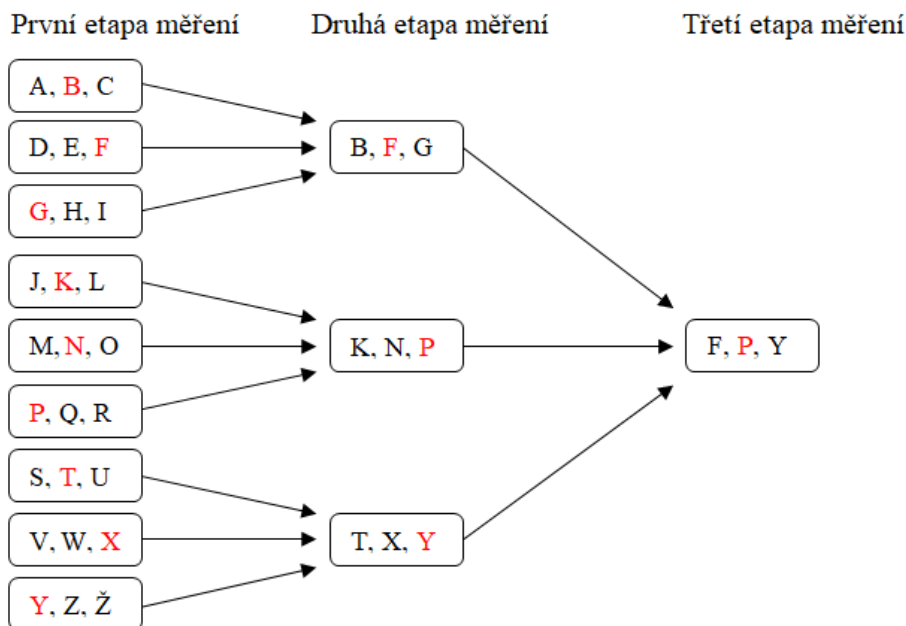 První etapa měření
Druhá etapa měření
Třetí etapa měření
A, B, C
D, E, F
G, H, I
J, K, L
M, N, O
P, Q, R
S, T, U
V, W, X
Y, Z, Ž
B, F, G
K, N, P
T, X, Y
F, P, Y